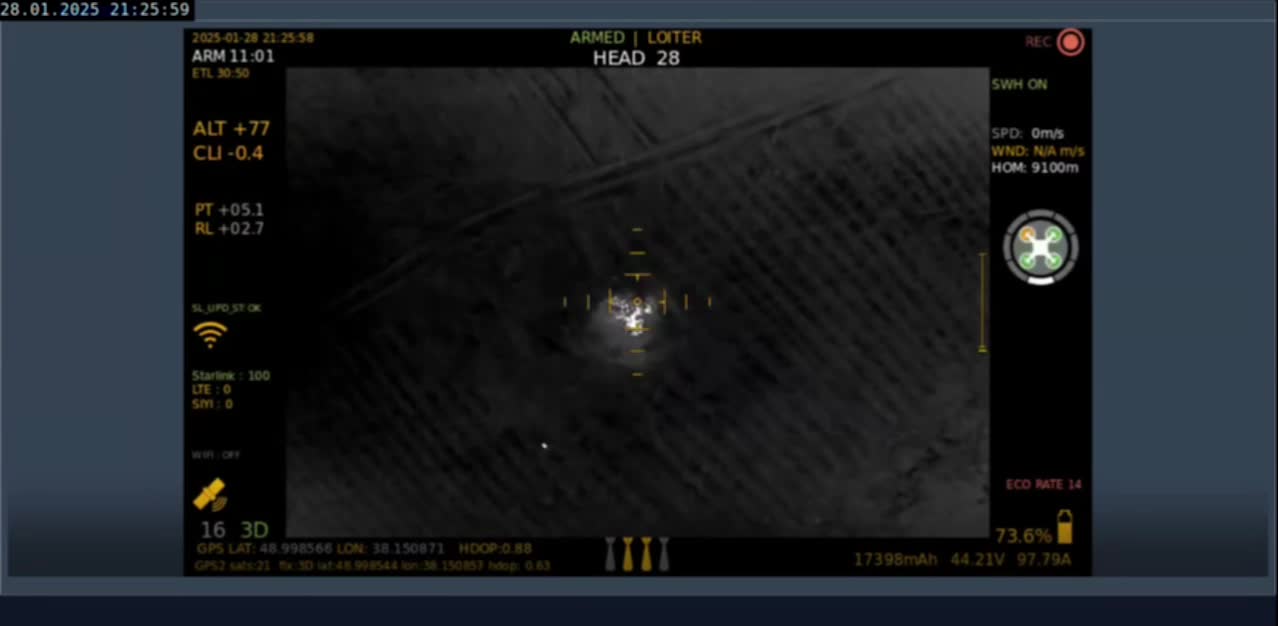 28.01.2025 21:25:59
2025-01-28 21:25:58
ARMED | LOITER
REC
ARM 11:01
HEAD 28
ETL 30:50
SWH ON
ALT +77
CLI -0.4
SPD: 0m/s
WND: N/A m/s
HOM: 9100m
PT +05.1
RL +02.7
SL_UPD_ST: OK
Starlink : 100
LTE : 0
SIYI : 0
WIFI : OFF
ECO RATE 14
16 3D
73.6%
GPS LAT: 48.998566 LON: 38.150871 HDOP:0.88
17398mAh 44.21V 97.79A
GPS2 sats:21 fix:3D lat:48.998544 lon:38.150857 hdop: 0.63